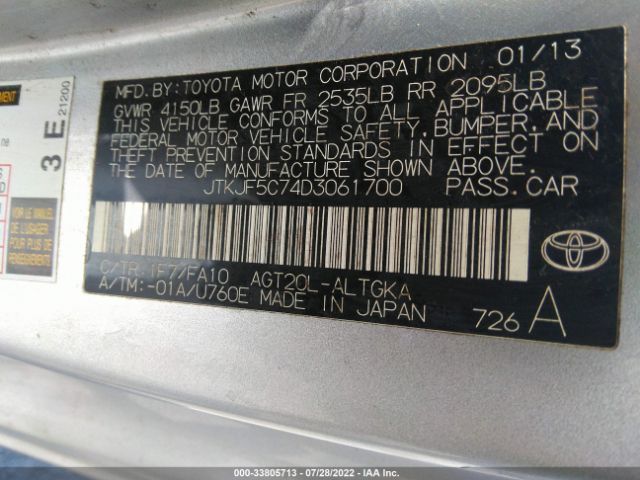 MFD. BY: TOYOTA MOTOR CORPORATION 01/13
GVWR 4150LB GAWR FR 2535LB RR 2095LB
THIS VEHICLE CONFORMS TO ALL APPLICABLE
FEDERAL MOTOR VEHICLE SAFETY, BUMPER, AND
THEFT PREVENTION STANDARDS IN EFFECT ON
THE DATE OF MANUFACTURE SHOWN ABOVE.
JTKJF5C74D3061700 PASS. CAR
C/TR: 1F7/FA10 AGT20L-ALTGKA
A/TM: -01A/U760E MADE IN JAPAN
726 A
3 E 21200
ne
© IAA - 33805713 - 07/28/2022 - IAA Inc.